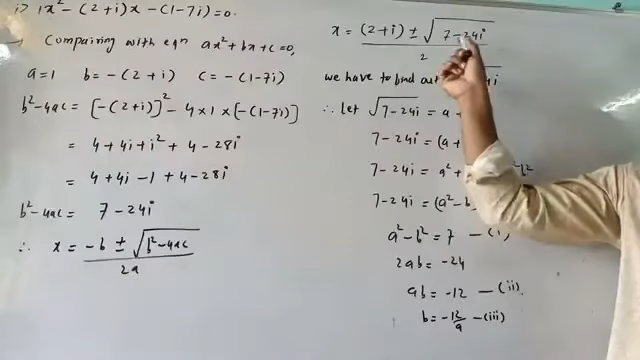 i> 1x² - (2+i)x - (1-7i) = 0.
Comparing with eqn ax² + bx + c = 0,
a = 1 b = -(2+i) c = -(1-7i)
b² - 4ac = [-(2+i)]² - 4×1×[-(1-7i)]
= 4 + 4i + i² + 4 - 28i
= 4 + 4i - 1 + 4 - 28i
b² - 4ac = 7 - 24i
∴ x = -b ± √b² - 4ac
2a
x = (2+i) ± √7 - 24i
2
we have to find
∴ let √7 - 24i = a
7 - 24i = (a+
7 - 24i = a² +
7 - 24i = (a² - b
a² - b² = 7 — (i)
2ab = -24
ab = -12 — (ii)
b = -12/a — (iii)